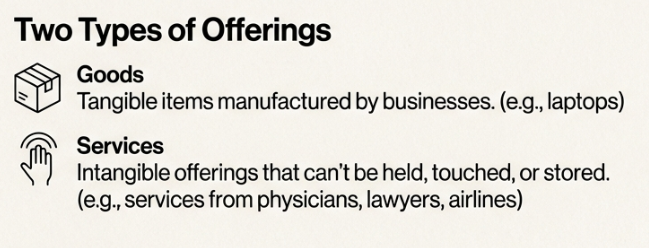 Two Types of Offerings
Goods
Tangible items manufactured by businesses. (e.g., laptops)
Services
Intangible offerings that can't be held, touched, or stored.
(e.g., services from physicians, lawyers, airlines)